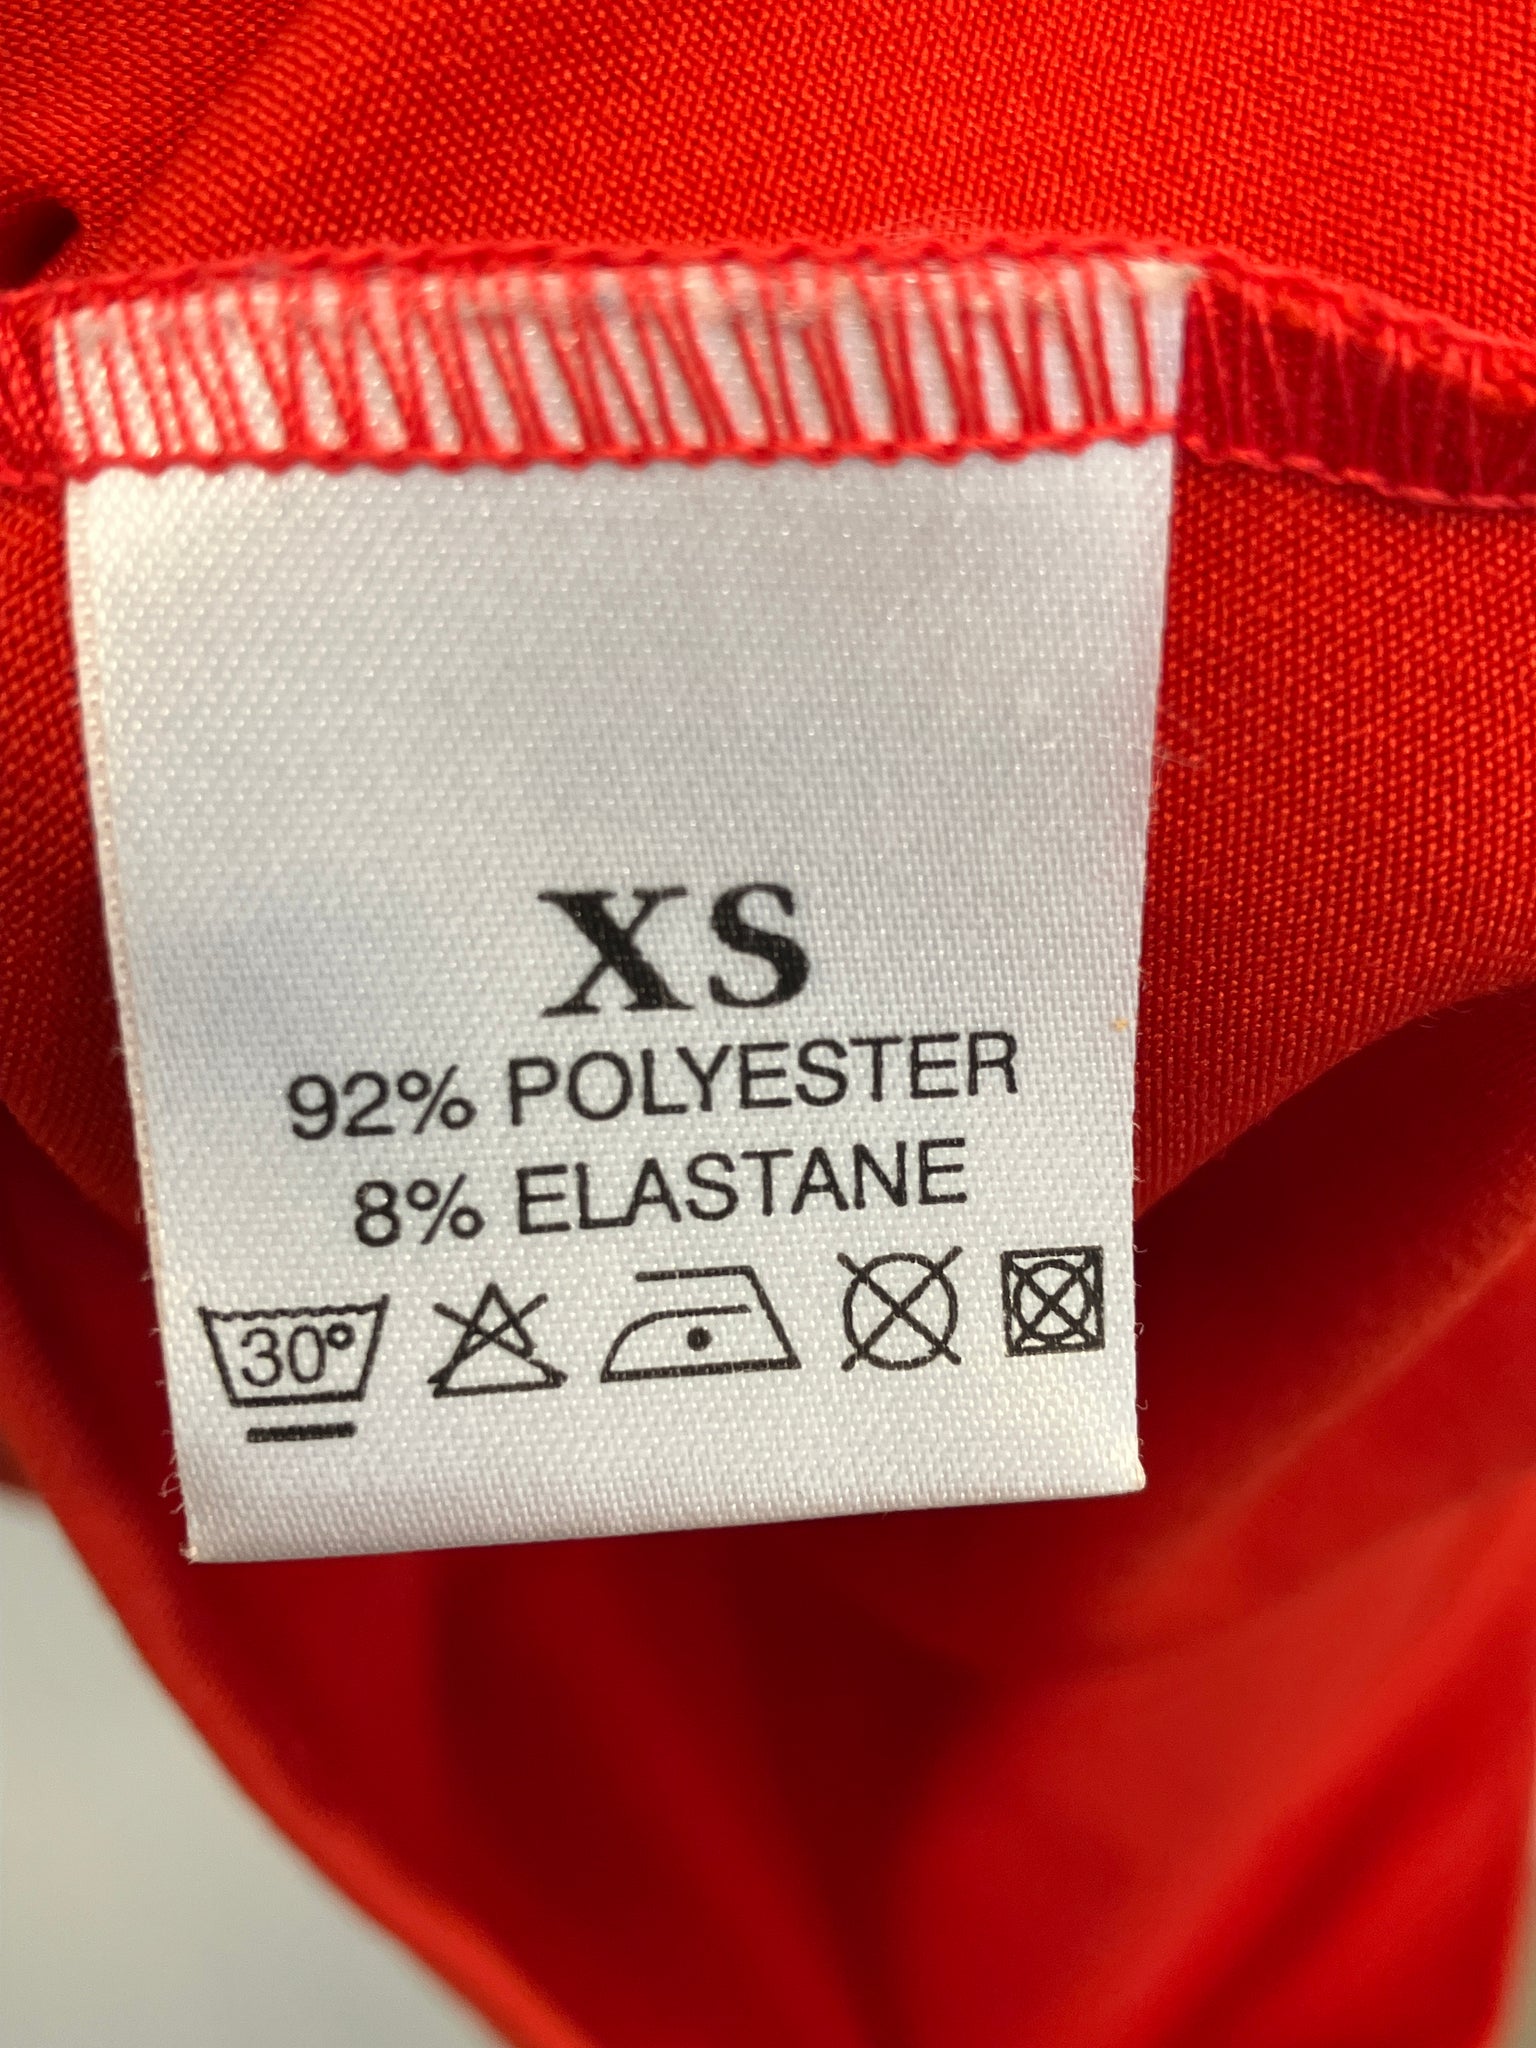 XS
92% POLYESTER
8% ELASTANE
30°